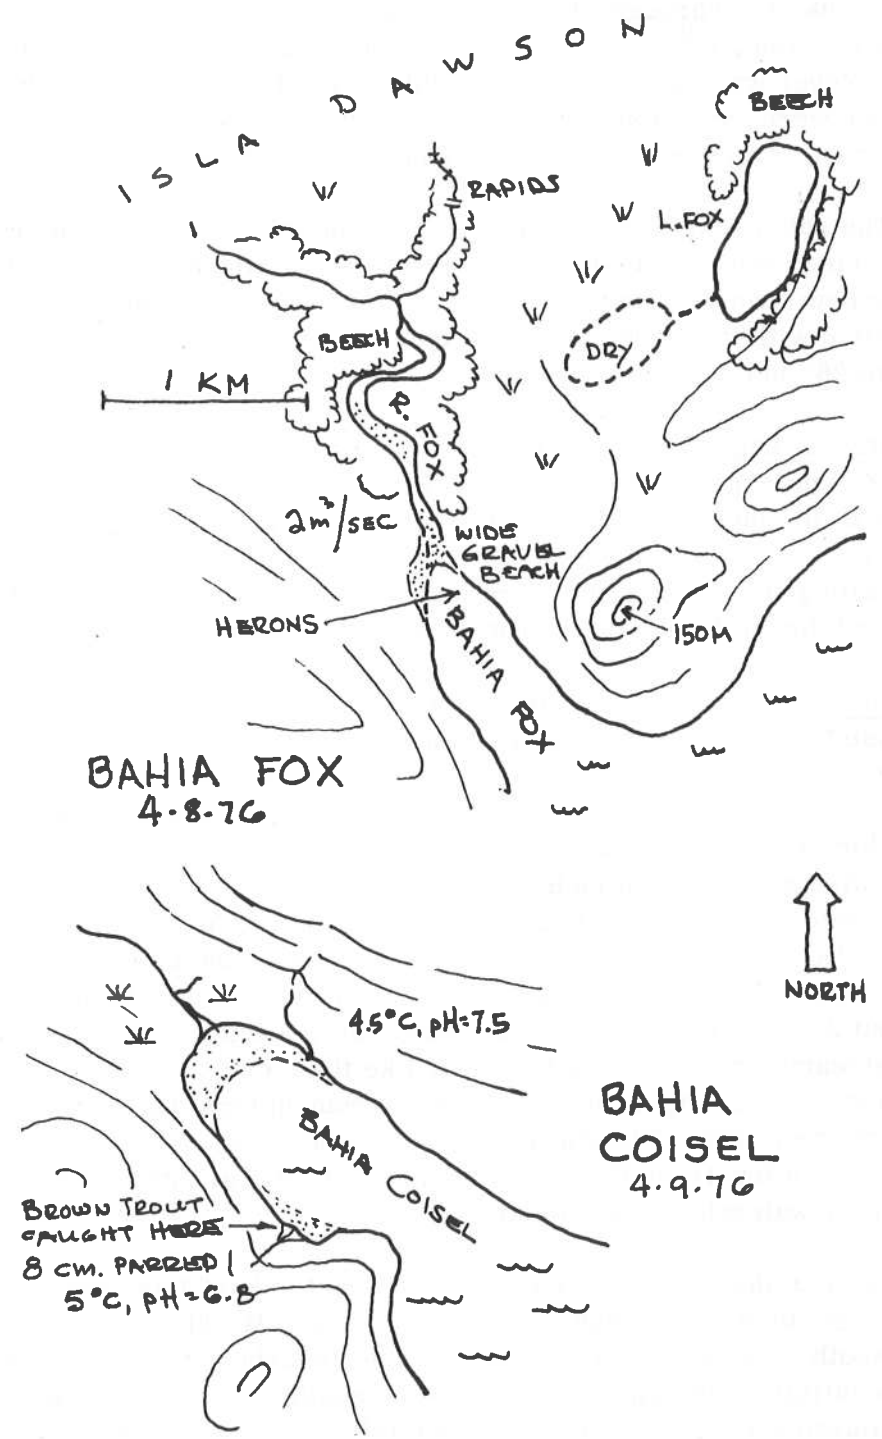 ISLA DAWSON
BEECH
RAPIDS
L. FOX
BEECH
DRY
1 KM
R. FOX
2m³/SEC
WIDE
GRAVEL
BEACH
HERONS
150M
BAHIA FOX
BAHIA FOX
4·8·76
NORTH
4.5°C, pH=7.5
BAHIA
COISEL
4·9·76
BAHIA COISEL
BROWN TROUT
CAUGHT HERE
8 cm. PARRED
5°C, pH=6.8